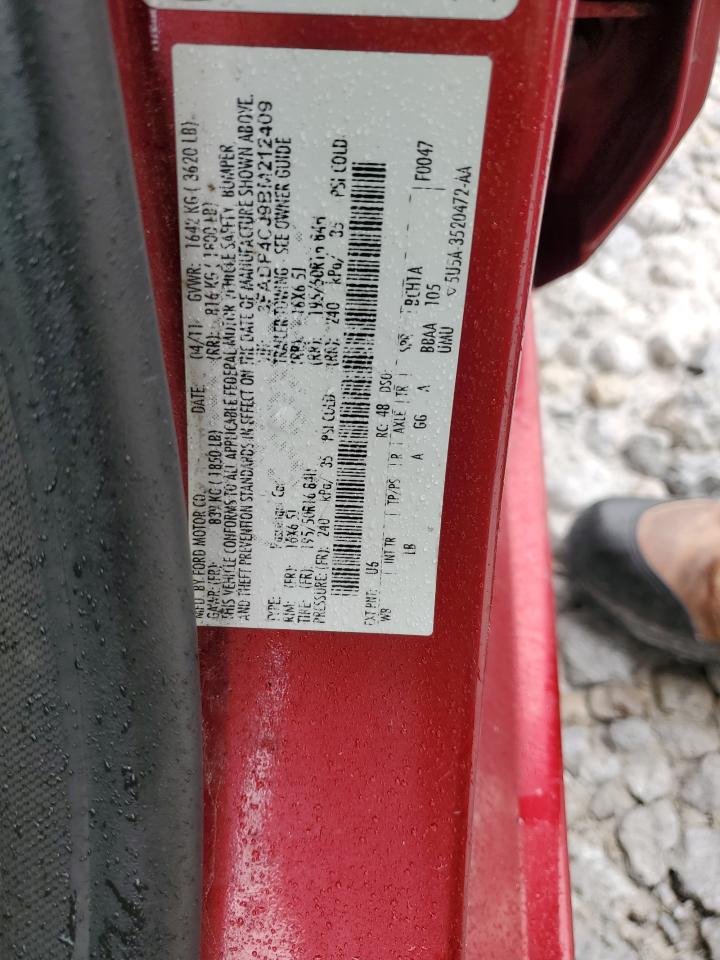 MFD. BY FORD MOTOR CO. DATE: 04/11 GVWR: 1642 KG ( 3620 LB)
GAWR: (FR): 839 KG ( 1850 LB) (RR): 816 KG ( 1800 LB)
THIS VEHICLE CONFORMS TO ALL APPLICABLE FEDERAL MOTOR VEHICLE SAFETY, BUMPER
AND THEFT PREVENTION STANDARDS IN EFFECT ON THE DATE OF MANUFACTURE SHOWN ABOVE.
3FADP4CJ9BM212409
TYPE: Passenger Car TRAILER TOWING - SEE OWNER GUIDE
RIM: (FR): 16X6.5J (RR): 16X6.5J
TIRE: (FR): 195/50R16 84H (RR): 195/50R16 84H
PRESSURE: (FR): 240 kPa/ 35 PSI COLD (RR): 240 kPa/ 35 PSI COLD
EXT PNT: U6 RC: 48 DSO: F0047
WB INT TR TP/PS R AXLE TR SPR BCH1A
LB A GG A BBAA 105
UMU ▽5U5A-3520472-AA